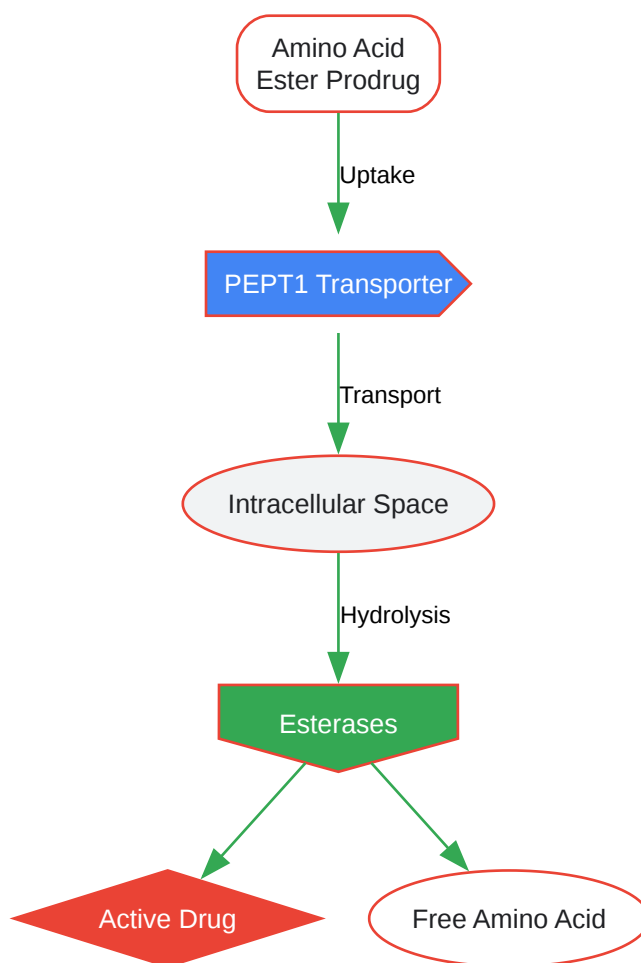 Amino Acid
Ester Prodrug
Uptake
PEPT1 Transporter
Transport
Intracellular Space
Hydrolysis
Esterases
Active Drug
Free Amino Acid